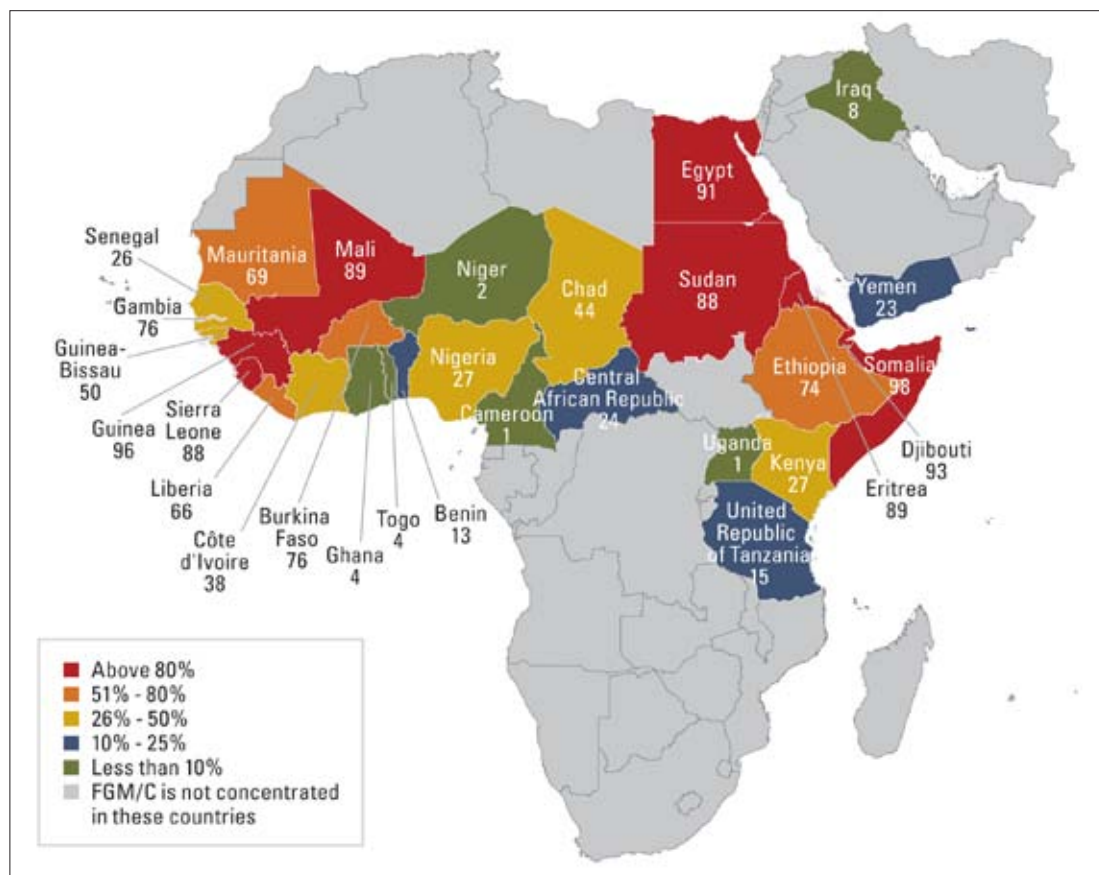 Iraq
8
Egypt
91
Senegal
26
Mauritania
69
Mali
89
Niger
2
Chad
44
Sudan
88
Yemen
23
Gambia
76
Guinea-
Bissau
50
Guinea
96
Sierra
Leone
88
Liberia
66
Côte
d'Ivoire
38
Burkina
Faso
76
Ghana
4
Togo
4
Benin
13
Nigeria
27
Cameroon
1
Central
African Republic
24
Ethiopia
74
Somalia
98
Djibouti
93
Eritrea
89
Uganda
1
Kenya
27
United
Republic
of Tanzania
15
Above 80%
51% - 80%
26% - 50%
10% - 25%
Less than 10%
FGM/C is not concentrated
in these countries